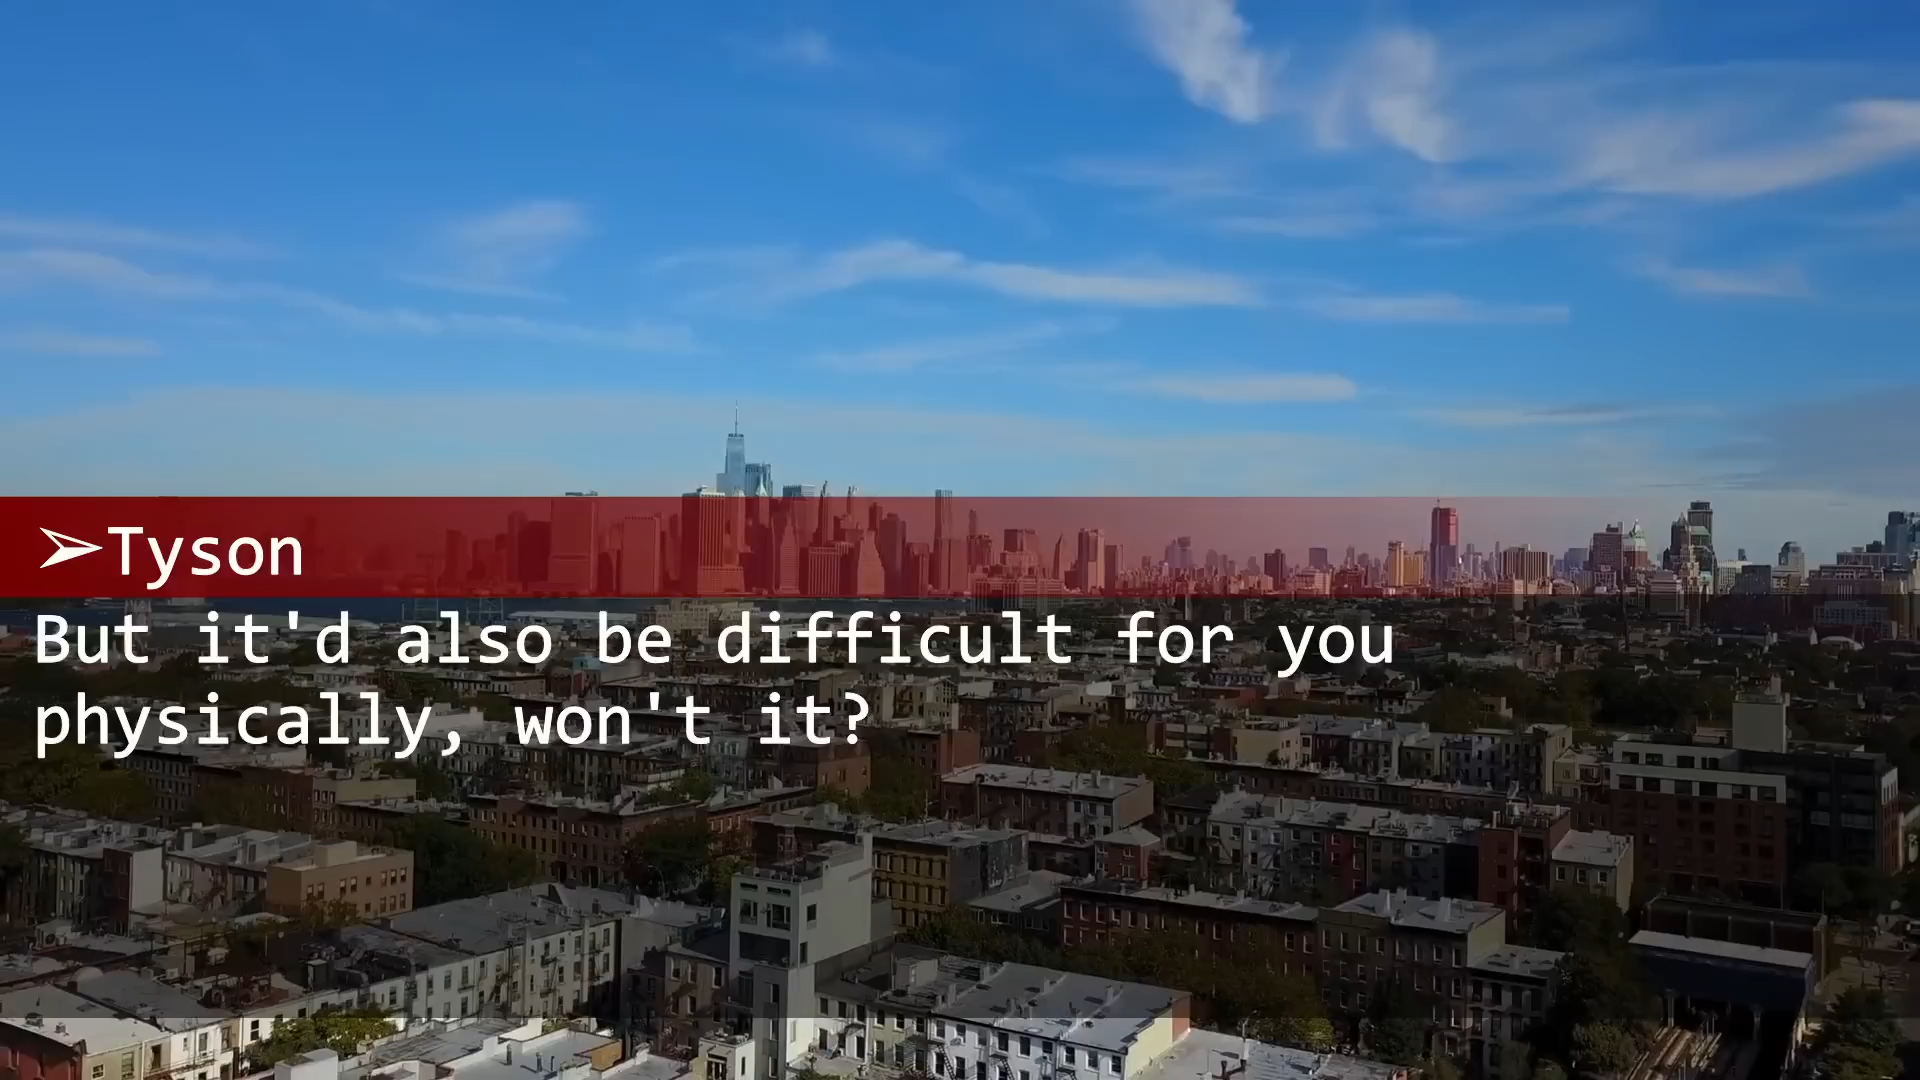 ➢Tyson
But it'd also be difficult for you
physically, won't it?